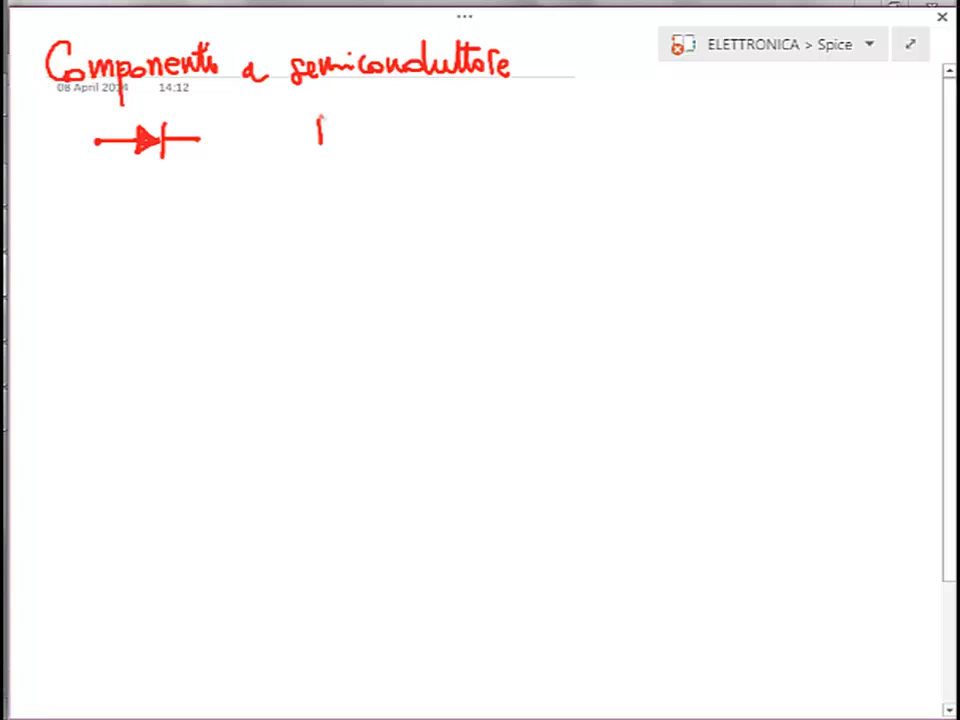 ELETTRONICA > Spice
Componenti a semiconduttore
08 April 2014 14:12